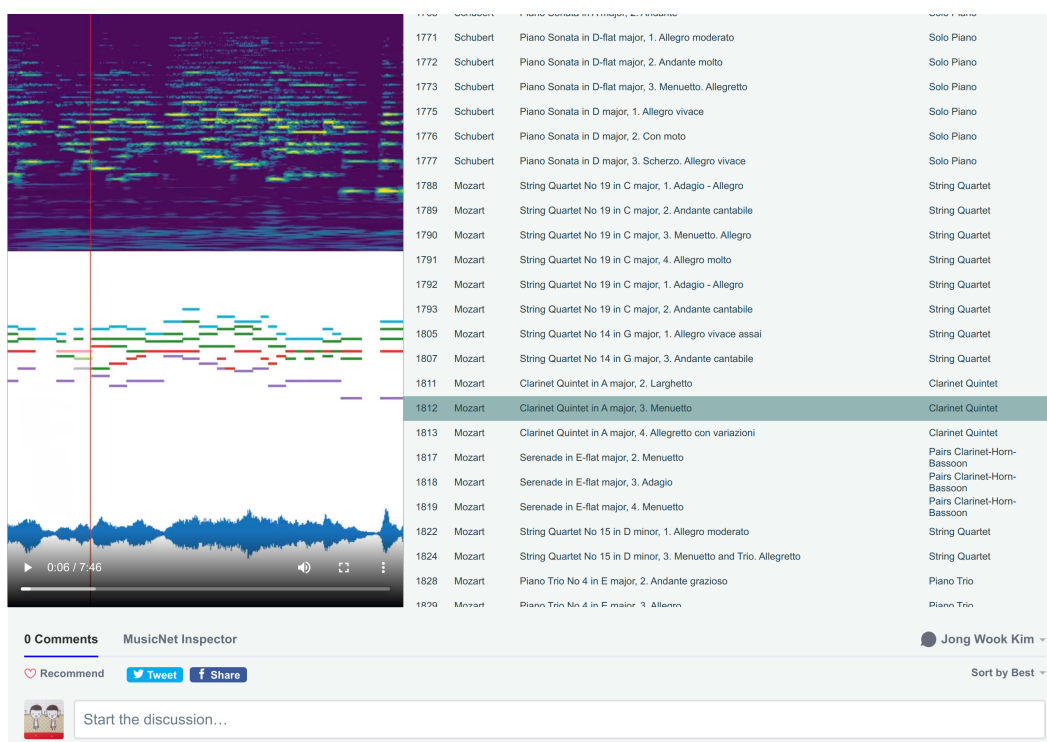 1771 Schubert Piano Sonata in D-flat major, 1. Allegro moderato Solo Piano
1772 Schubert Piano Sonata in D-flat major, 2. Andante molto Solo Piano
1773 Schubert Piano Sonata in D-flat major, 3. Menuetto. Allegretto Solo Piano
1775 Schubert Piano Sonata in D major, 1. Allegro vivace Solo Piano
1776 Schubert Piano Sonata in D major, 2. Con moto Solo Piano
1777 Schubert Piano Sonata in D major, 3. Scherzo. Allegro vivace Solo Piano
1788 Mozart String Quartet No 19 in C major, 1. Adagio - Allegro String Quartet
1789 Mozart String Quartet No 19 in C major, 2. Andante cantabile String Quartet
1790 Mozart String Quartet No 19 in C major, 3. Menuetto. Allegro String Quartet
1791 Mozart String Quartet No 19 in C major, 4. Allegro molto String Quartet
1792 Mozart String Quartet No 19 in C major, 1. Adagio - Allegro String Quartet
1793 Mozart String Quartet No 19 in C major, 2. Andante cantabile String Quartet
1805 Mozart String Quartet No 14 in G major, 1. Allegro vivace assai String Quartet
1807 Mozart String Quartet No 14 in G major, 3. Andante cantabile String Quartet
1811 Mozart Clarinet Quintet in A major, 2. Larghetto Clarinet Quintet
1812 Mozart Clarinet Quintet in A major, 3. Menuetto Clarinet Quintet
1813 Mozart Clarinet Quintet in A major, 4. Allegretto con variazioni Clarinet Quintet
1817 Mozart Serenade in E-flat major, 2. Menuetto Pairs Clarinet-Horn-
Bassoon
1818 Mozart Serenade in E-flat major, 3. Adagio Pairs Clarinet-Horn-
Bassoon
1819 Mozart Serenade in E-flat major, 4. Menuetto Pairs Clarinet-Horn-
Bassoon
1822 Mozart String Quartet No 15 in D minor, 1. Allegro moderato String Quartet
1824 Mozart String Quartet No 15 in D minor, 3. Menuetto and Trio. Allegretto String Quartet
1828 Mozart Piano Trio No 4 in E major, 2. Andante grazioso Piano Trio
1829 Mozart Piano Trio No 4 in E major, 3. Allegro Piano Trio
0:06 / 7:46
0 Comments MusicNet Inspector Jong Wook Kim
Recommend Tweet Share Sort by Best
Start the discussion…